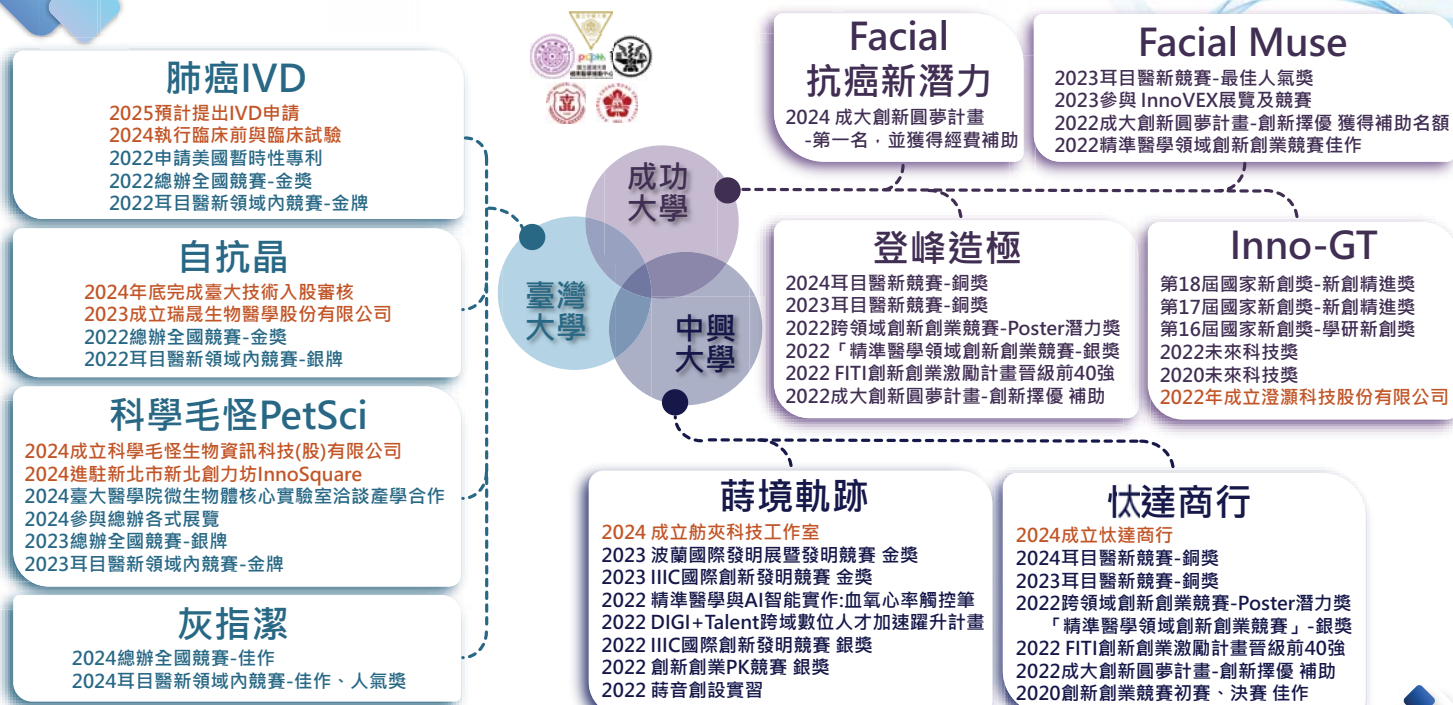 肺癌IVD
2025預計提出IVD申請
2024執行臨床前與臨床試驗
2022申請美國暫時性專利
2022總辦全國競賽-金獎
2022耳目醫新領域內競賽-金牌
自抗晶
2024年底完成臺大技術入股審核
2023成立瑞晟生物醫學股份有限公司
2022總辦全國競賽-金獎
2022耳目醫新領域內競賽-銀牌
科學毛怪PetSci
2024成立科學毛怪生物資訊科技(股)有限公司
2024進駐新北市新北創力坊InnoSquare
2024臺大醫學院微生物體核心實驗室洽談產學合作
2024參與總辦各式展覽
2023總辦全國競賽-銀牌
2023耳目醫新領域內競賽-金牌
灰指潔
2024總辦全國競賽-佳作
2024耳目醫新領域內競賽-佳作、人氣獎
成功
大學
臺灣
大學
中興
大學
Facial
抗癌新潛力
2024 成大創新圓夢計畫
-第一名，並獲得經費補助
Facial Muse
2023耳目醫新競賽-最佳人氣獎
2023參與 InnoVEX展覽及競賽
2022成大創新圓夢計畫-創新擇優 獲得補助名額
2022精準醫學領域創新創業競賽佳作
登峰造極
2024耳目醫新競賽-銅獎
2023耳目醫新競賽-銅獎
2022跨領域創新創業競賽-Poster潛力獎
2022「精準醫學領域創新創業競賽-銀獎
2022 FITI創新創業激勵計畫晉級前40強
2022成大創新圓夢計畫-創新擇優 補助
Inno-GT
第18屆國家新創獎-新創精進獎
第17屆國家新創獎-新創精進獎
第16屆國家新創獎-學研新創獎
2022未來科技獎
2020未來科技獎
2022年成立澄灝科技股份有限公司
蒔境軌跡
2024 成立舫夾科技工作室
2023 波蘭國際發明展暨發明競賽 金獎
2023 IIIC國際創新發明競賽 金獎
2022 精準醫學與AI智能實作:血氧心率觸控筆
2022 DIGI+Talent跨域數位人才加速躍升計畫
2022 IIIC國際創新發明競賽 銀獎
2022 創新創業PK競賽 銀獎
2022 蒔音創設實習
忲達商行
2024成立忲達商行
2024耳目醫新競賽-銅獎
2023耳目醫新競賽-銅獎
2022跨領域創新創業競賽-Poster潛力獎
「精準醫學領域創新創業競賽」-銀獎
2022 FITI創新創業激勵計畫晉級前40強
2022成大創新圓夢計畫-創新擇優 補助
2020創新創業競賽初賽、決賽 佳作